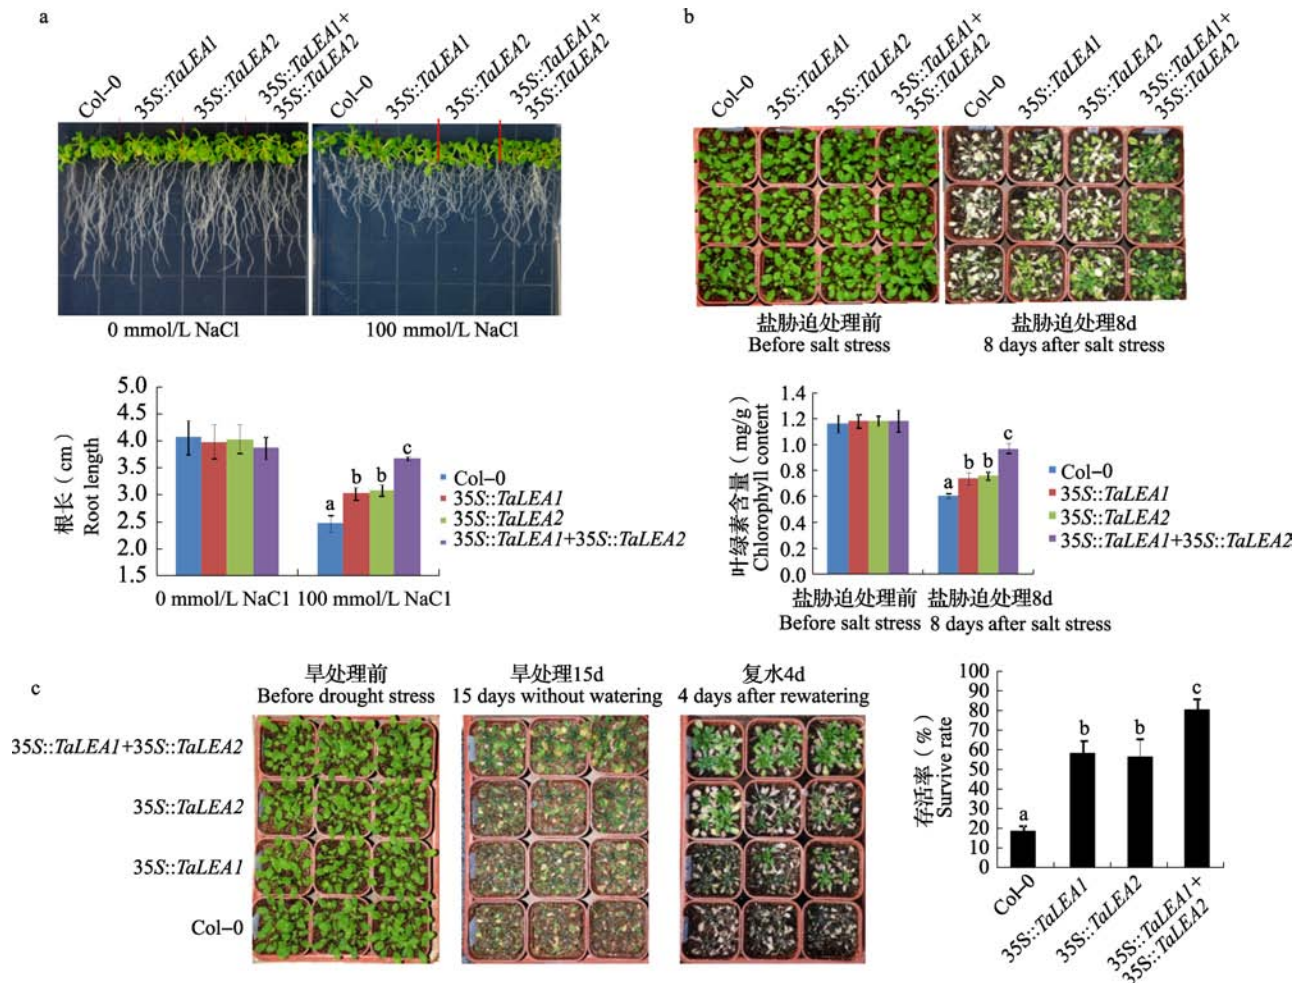 a
Col–0
35S::TaLEA1
35S::TaLEA2
35S::TaLEA1+
35S::TaLEA2
Col–0
35S::TaLEA1
35S::TaLEA2
35S::TaLEA1+
35S::TaLEA2
0 mmol/L NaCl
100 mmol/L NaCl
b
Col–0
35S::TaLEA1
35S::TaLEA2
35S::TaLEA1+
35S::TaLEA2
Col–0
35S::TaLEA1
35S::TaLEA2
35S::TaLEA1+
35S::TaLEA2
盐胁迫处理前
Before salt stress
盐胁迫处理8d
8 days after salt stress
根长（cm）
Root length
5.0
4.5
4.0
3.5
3.0
2.5
2.0
1.5
a
b
b
c
0 mmol/L NaCl
100 mmol/L NaCl
Col–0
35S::TaLEA1
35S::TaLEA2
35S::TaLEA1+35S::TaLEA2
叶绿素含量（mg/g）
Chlorophyll content
1.4
1.2
1.0
0.8
0.6
0.4
0.2
0.0
a
b
b
c
盐胁迫处理前
Before salt stress
盐胁迫处理8d
8 days after salt stress
Col–0
35S::TaLEA1
35S::TaLEA2
35S::TaLEA1+35S::TaLEA2
c
旱处理前
Before drought stress
旱处理15d
15 days without watering
复水4d
4 days after rewatering
35S::TaLEA1+35S::TaLEA2
35S::TaLEA2
35S::TaLEA1
Col–0
存活率（%）
Survive rate
100
90
80
70
60
50
40
30
20
10
0
a
b
b
c
Col–0
35S::TaLEA1
35S::TaLEA2
35S::TaLEA1+
35S::TaLEA2